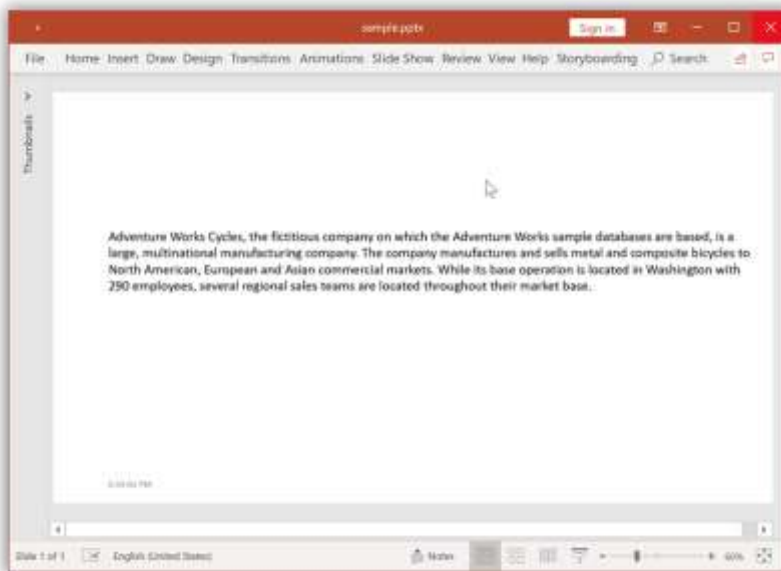 sample.pptx Sign in
File Home Insert Draw Design Transitions Animations Slide Show Review View Help Storyboarding Search
Thumbnails
Adventure Works Cycles, the fictitious company on which the Adventure Works sample databases are based, is a
large, multinational manufacturing company. The company manufactures and sells metal and composite bicycles to
North American, European and Asian commercial markets. While its base operation is located in Washington with
290 employees, several regional sales teams are located throughout their market base.
Slide 1 of 1 English (United States) Notes 60%